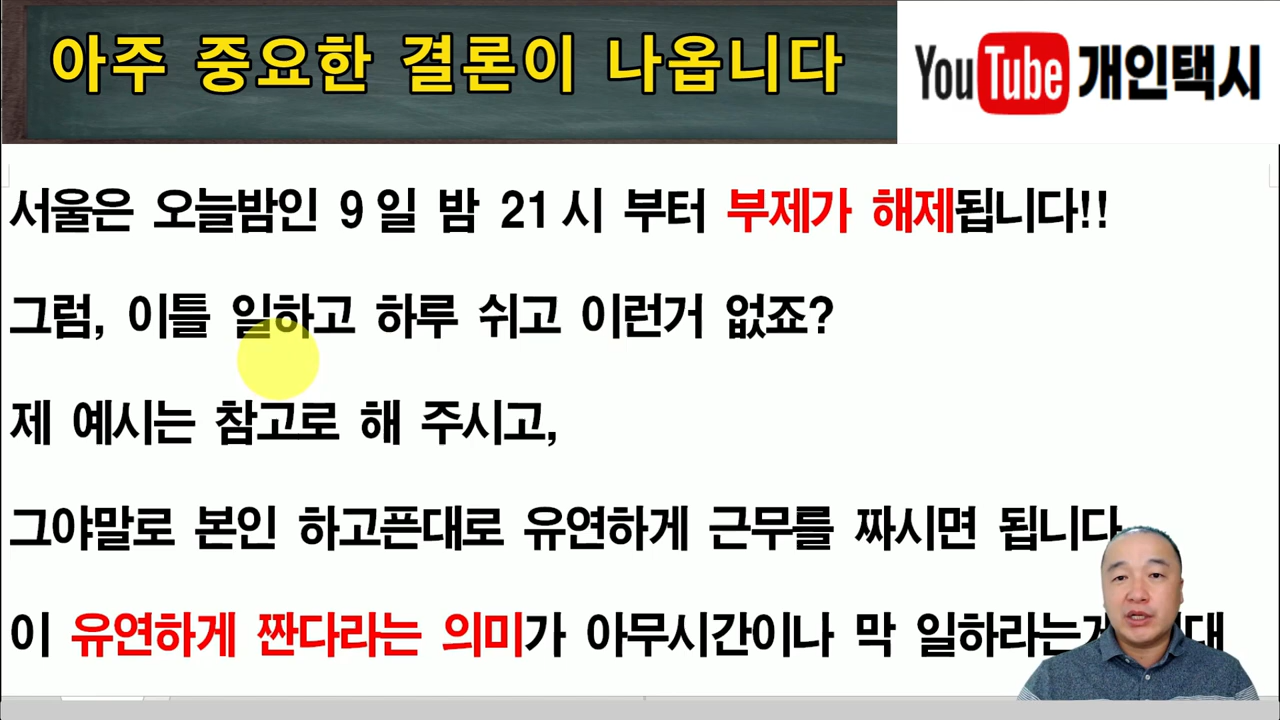 아주 중요한 결론이 나옵니다
YouTube 개인택시
서울은 오늘밤인 9일 밤 21시 부터 부제가 해제됩니다!!
그럼, 이틀 일하고 하루 쉬고 이런거 없죠?
제 예시는 참고로 해 주시고,
그야말로 본인 하고픈대로 유연하게 근무를 짜시면 됩니다
이 유연하게 짠다라는 의미가 아무시간이나 막 일하라는게